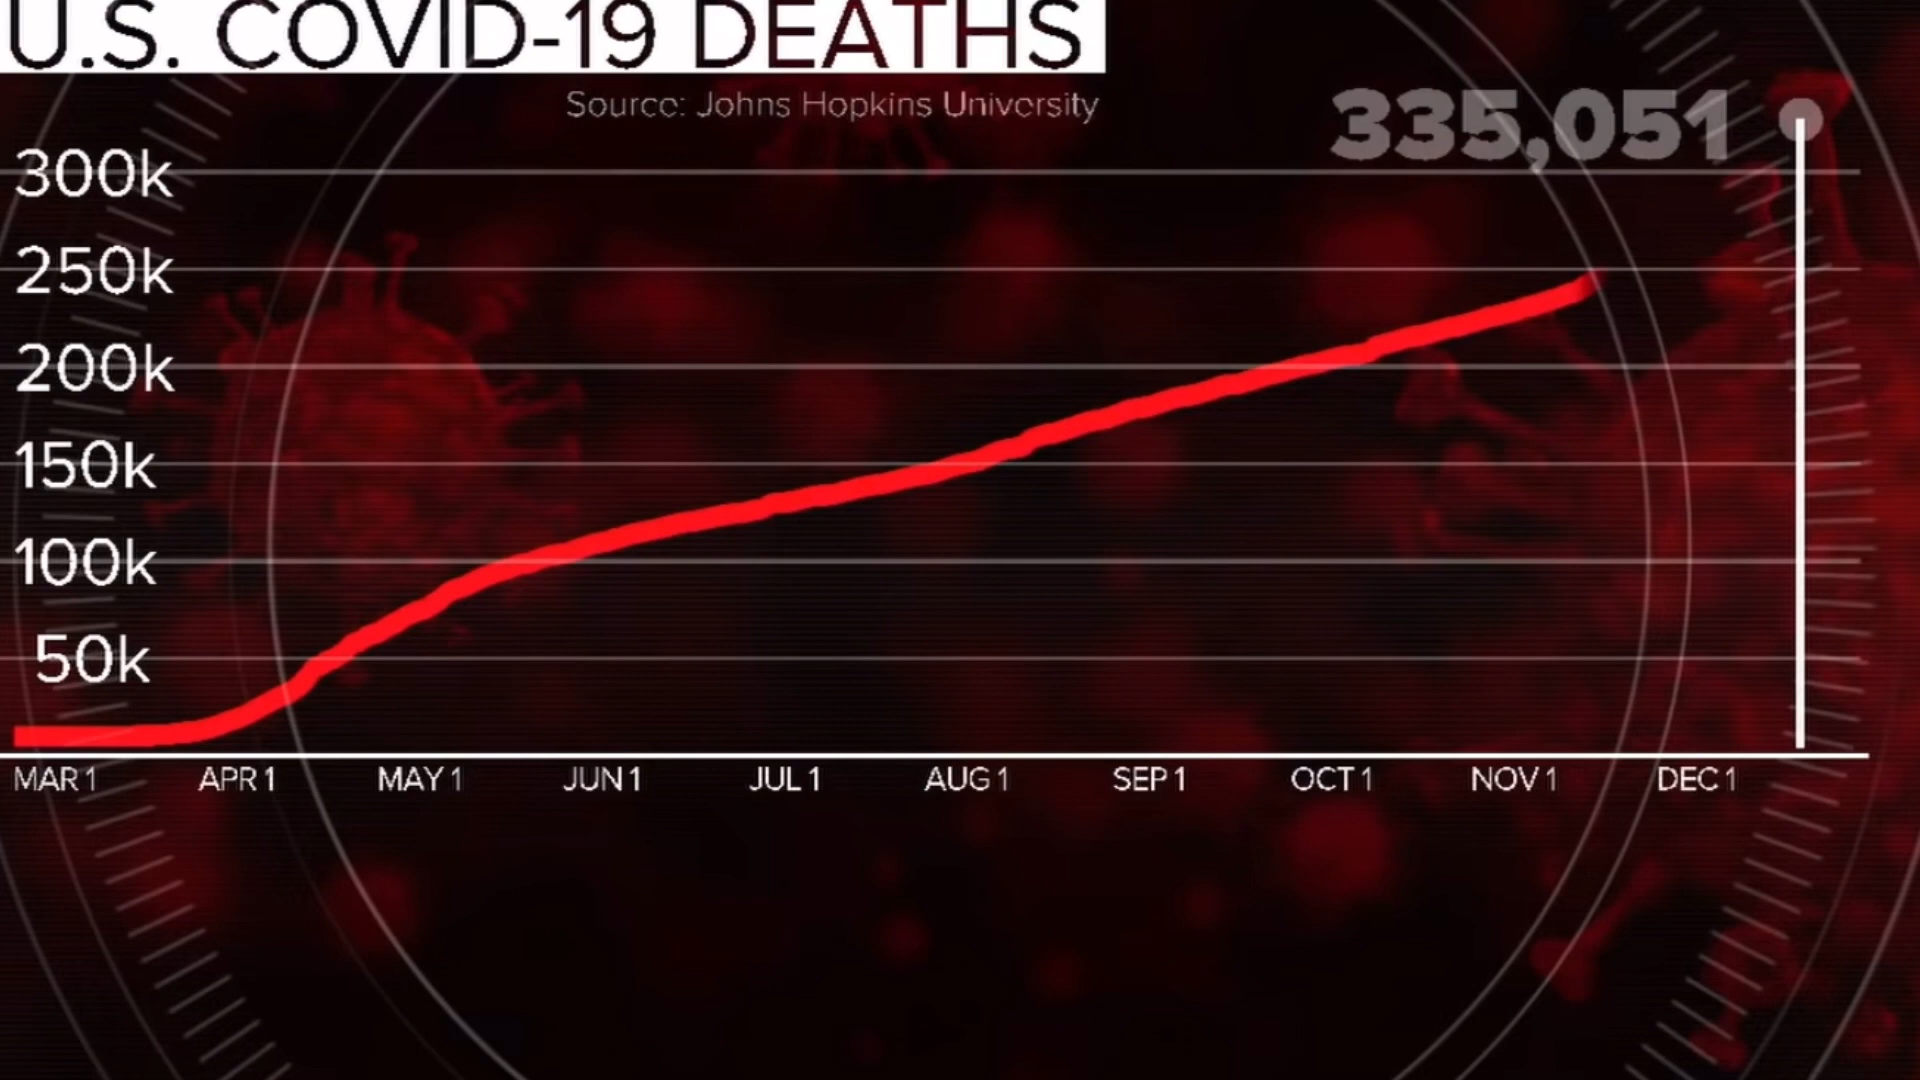 U.S. COVID-19 DEATHS
Source: Johns Hopkins University
335,051
300k
250k
200k
150k
100k
50k
MAR 1 APR 1 MAY 1 JUN 1 JUL 1 AUG 1 SEP 1 OCT 1 NOV 1 DEC 1